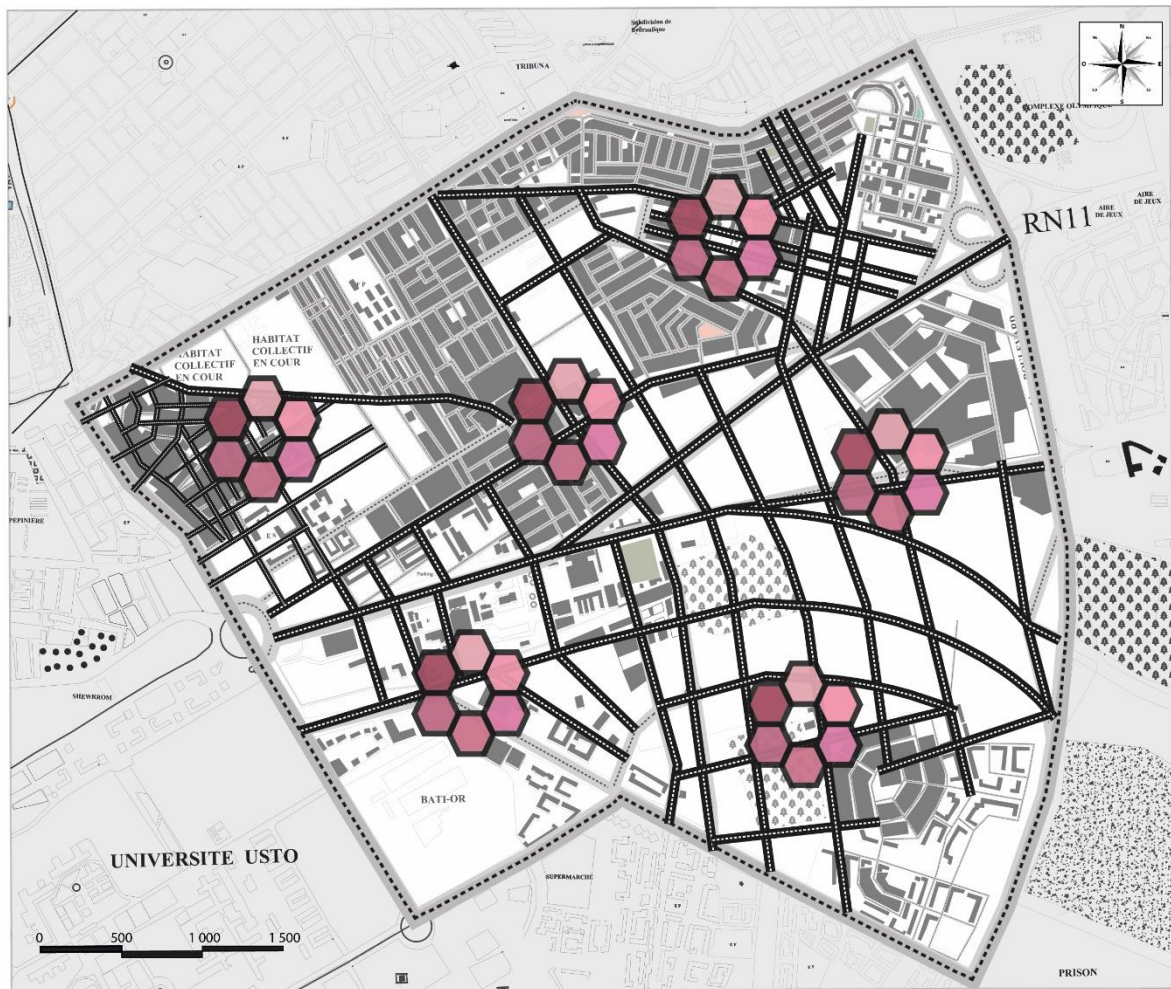 Subdivision de
hydraulique
N
O
E
S
TRIBUNA
COMPLEXE OLYMPIQUE
RN11
AIRE
DE JEUX
AIRE
DE JEUX
HABITAT
COLLECTIF
EN COUR
HABITAT
COLLECTIF
EN COUR
PEPINIERE
E N
Parking
SHEWRROM
BATI-OR
UNIVERSITE USTO
SUPERMARCHE
0 500 1 000 1 500
PRISON